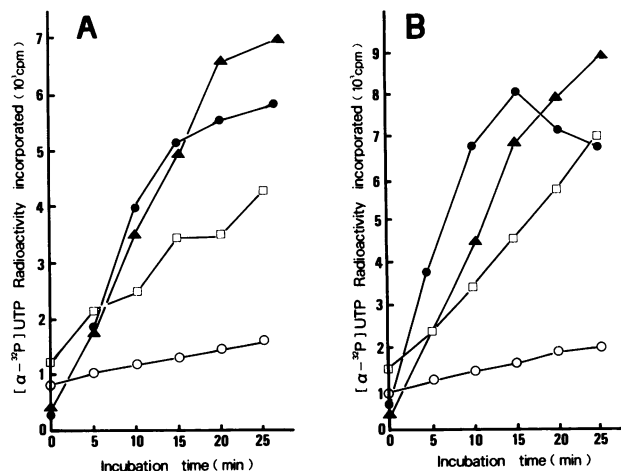 A
[ α-³²P ] UTP Radioactivity incorporated ( 10³cpm )
7
6
5
4
3
2
1
0
0 5 10 15 20 25
Incubation time ( min )
B
[ α-³²P ] UTP Radioactivity incorporated ( 10³cpm )
9
8
7
6
5
4
3
2
1
0
0 5 10 15 20 25
Incubation time ( min )